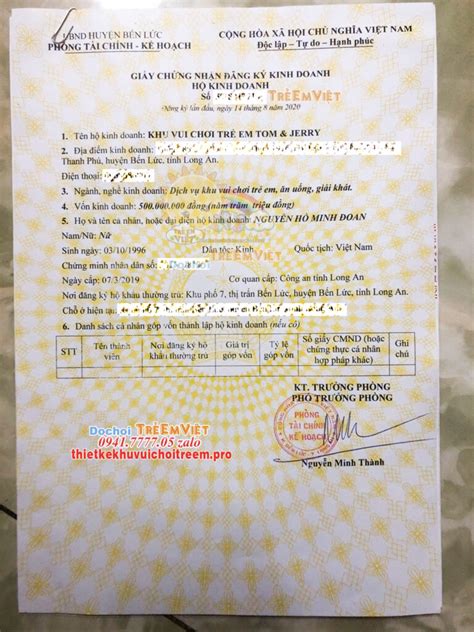 UBND HUYỆN BẾN LỨC
PHÒNG TÀI CHÍNH - KẾ HOẠCH
CỘNG HÒA XÃ HỘI CHỦ NGHĨA VIỆT NAM
Độc lập – Tự do – Hạnh phúc
GIẤY CHỨNG NHẬN ĐĂNG KÝ KINH DOANH
HỘ KINH DOANH
Số
TRẺEMVIỆT
Đăng ký lần đầu, ngày 14 tháng 8 năm 2020
1. Tên hộ kinh doanh: KHU VUI CHƠI TRẺ EM TOM & JERRY
2. Địa điểm kinh doanh:
Thanh Phú, huyện Bến Lức, tỉnh Long An.
Điện thoại:
3. Ngành, nghề kinh doanh: Dịch vụ khu vui chơi trẻ em, ăn uống, giải khát.
4. Vốn kinh doanh: 500.000.000 đồng (năm trăm triệu đồng)
5. Họ và tên cá nhân, hoặc đại diện hộ kinh doanh: NGUYỄN HỒ MINH ĐOAN
Nam/Nữ: Nữ
TRẺEMVIỆT
Sinh ngày: 03/10/1996 Dân tộc: Kinh Quốc tịch: Việt Nam
Chứng minh nhân dân số:
Ngày cấp: 07/3/2019 Cơ quan cấp: Công an tỉnh Long An
Nơi đăng ký hộ khẩu thường trú: Khu phố 7, thị trấn Bến Lức, huyện Bến Lức, tỉnh Long An.
Chỗ ở hiện tại:
6. Danh sách cá nhân góp vốn thành lập hộ kinh doanh (nếu có)
STT Tên thành viên Nơi đăng ký hộ khẩu thường trú Giá trị góp vốn Tỷ lệ góp vốn Số giấy CMND (hoặc chứng thực cá nhân hợp pháp khác) Ghi chú
KT. TRƯỞNG PHÒNG
PHÓ TRƯỞNG PHÒNG
PHÒNG
TÀI CHÍNH
KẾ HOẠCH
Nguyễn Minh Thành
Dochoi TRẺEMVIỆT
0941.7777.05 zalo
thietkekhuvuichoitreem.pro